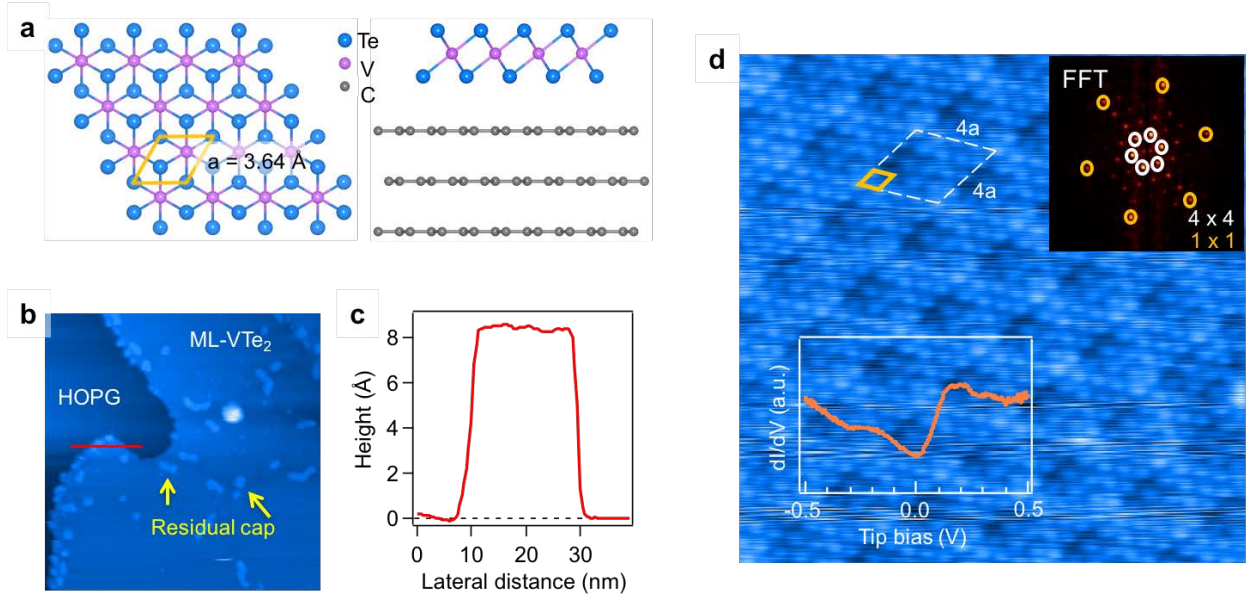 a
Te
V
C
a = 3.64 Å
b
ML-VTe₂
HOPG
Residual cap
c
8
6
4
2
0
Height (Å)
0
10
20
30
Lateral distance (nm)
d
4a
4a
FFT
4 x 4
1 x 1
dI/dV (a.u.)
-0.5
0.0
0.5
Tip bias (V)